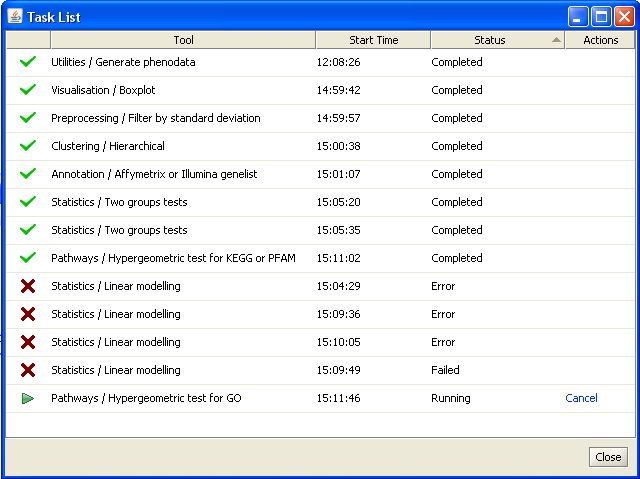 Task List
Tool Start Time Status Actions
Utilities / Generate phenodata 12:08:26 Completed
Visualisation / Boxplot 14:59:42 Completed
Preprocessing / Filter by standard deviation 14:59:57 Completed
Clustering / Hierarchical 15:00:38 Completed
Annotation / Affymetrix or Illumina genelist 15:01:07 Completed
Statistics / Two groups tests 15:05:20 Completed
Statistics / Two groups tests 15:05:35 Completed
Pathways / Hypergeometric test for KEGG or PFAM 15:11:02 Completed
Statistics / Linear modelling 15:04:29 Error
Statistics / Linear modelling 15:09:36 Error
Statistics / Linear modelling 15:10:05 Error
Statistics / Linear modelling 15:09:49 Failed
Pathways / Hypergeometric test for GO 15:11:46 Running Cancel
Close